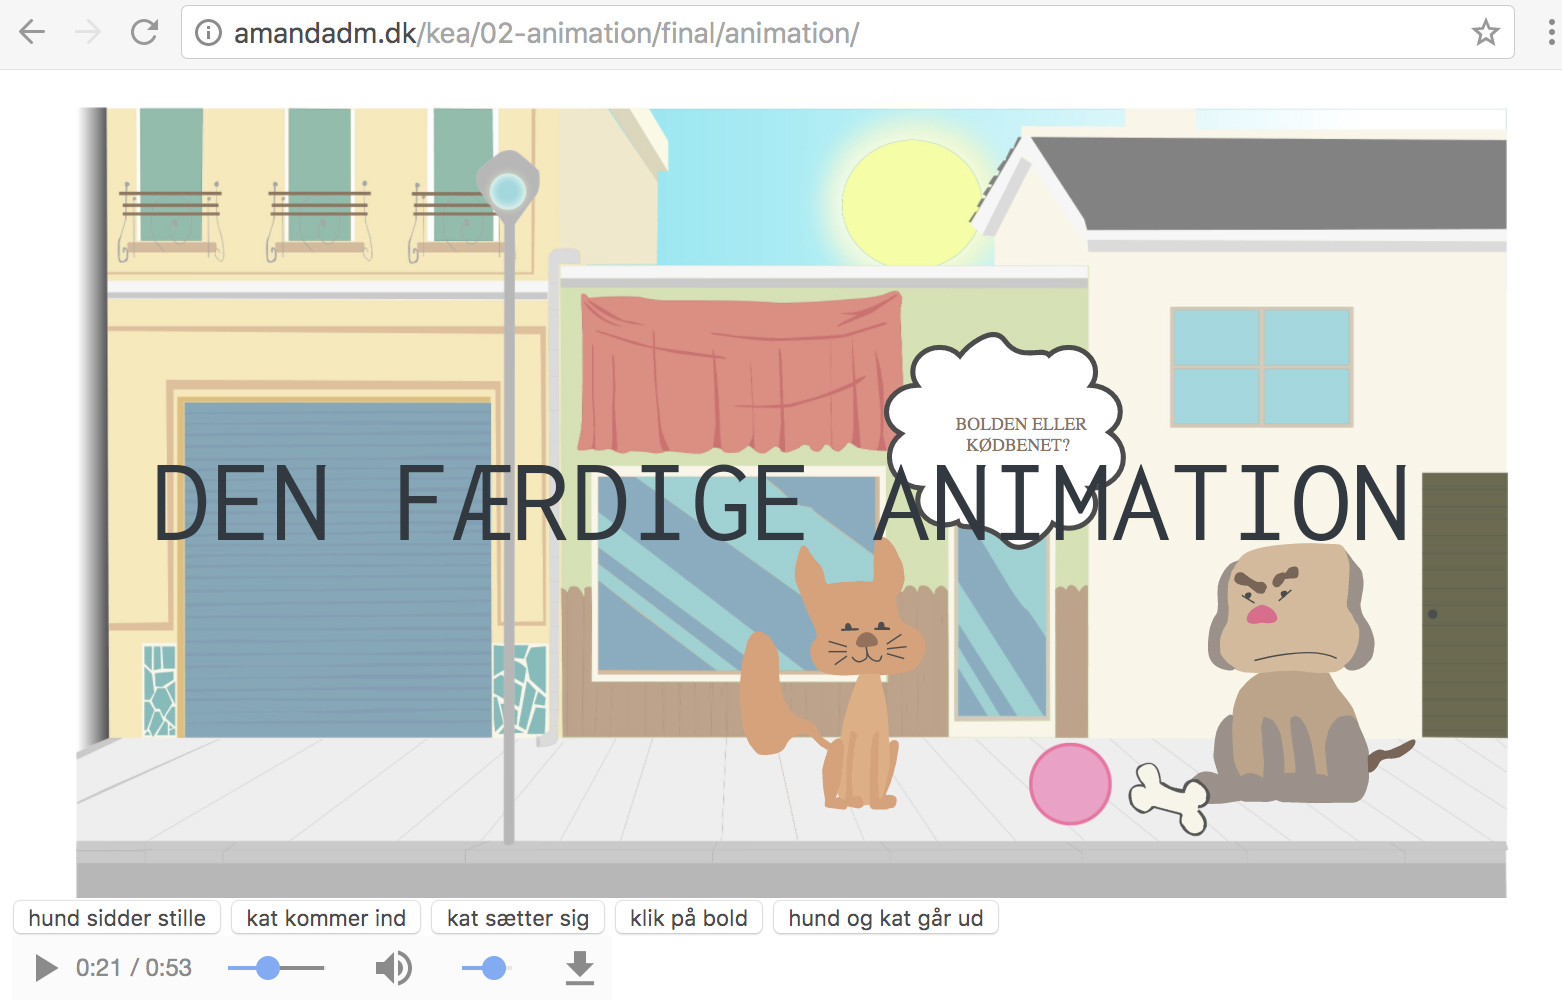 amandadm.dk/kea/02-animation/final/animation/
BOLDEN ELLER
KØDBENET?
DEN FÆRDIGE ANIMATION
hund sidder stille
kat kommer ind
kat sætter sig
klik på bold
hund og kat går ud
0:21 / 0:53